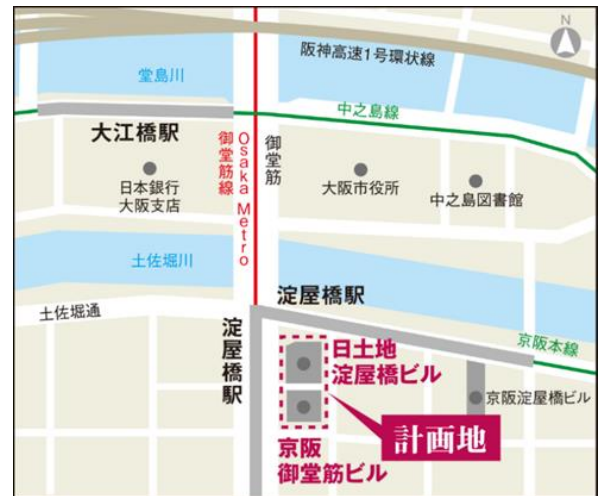 N
阪神高速1号環状線
堂島川
中之島線
大江橋駅
御堂筋線
Osaka Metro
御堂筋
日本銀行
大阪支店
大阪市役所
中之島図書館
土佐堀川
淀屋橋駅
土佐堀通
京阪本線
淀屋橋駅
日土地
淀屋橋ビル
京阪淀屋橋ビル
計画地
京阪
御堂筋ビル